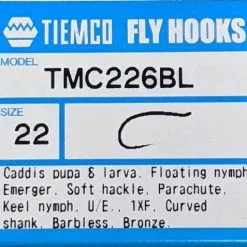 TIEMCO FLY HOOKS
MODEL
TMC226BL
SIZE
22
Caddis pupa & larva. Floating nymph
Emerger. Soft hackle. Parachute.
Keel nymph. U/E.. 1XF. Curved
shank. Barbless. Bronze.